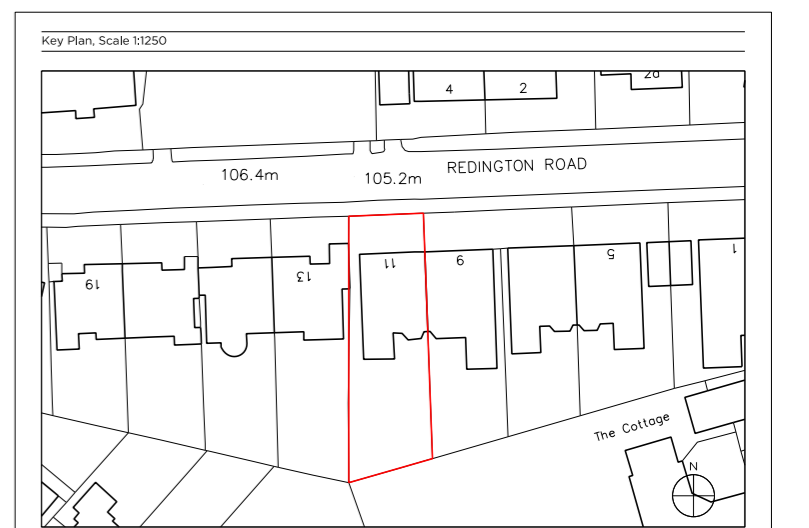 Key Plan, Scale 1:1250
4
2
2a
106.4m
105.2m
REDINGTON ROAD
19
13
11
9
5
1
The Cottage
N